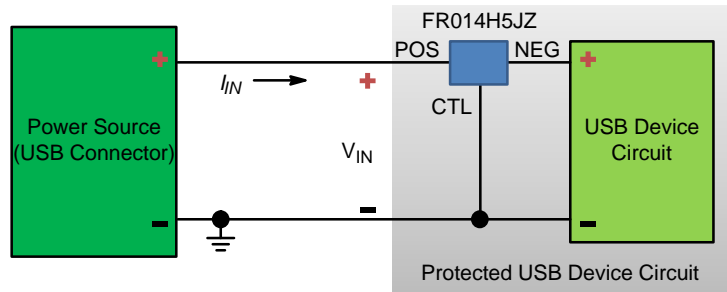 FR014H5JZ
POS
NEG
+
+
I_IN
+
CTL
Power Source
(USB Connector)
USB Device
Circuit
V_IN
−
−
−
Protected USB Device Circuit